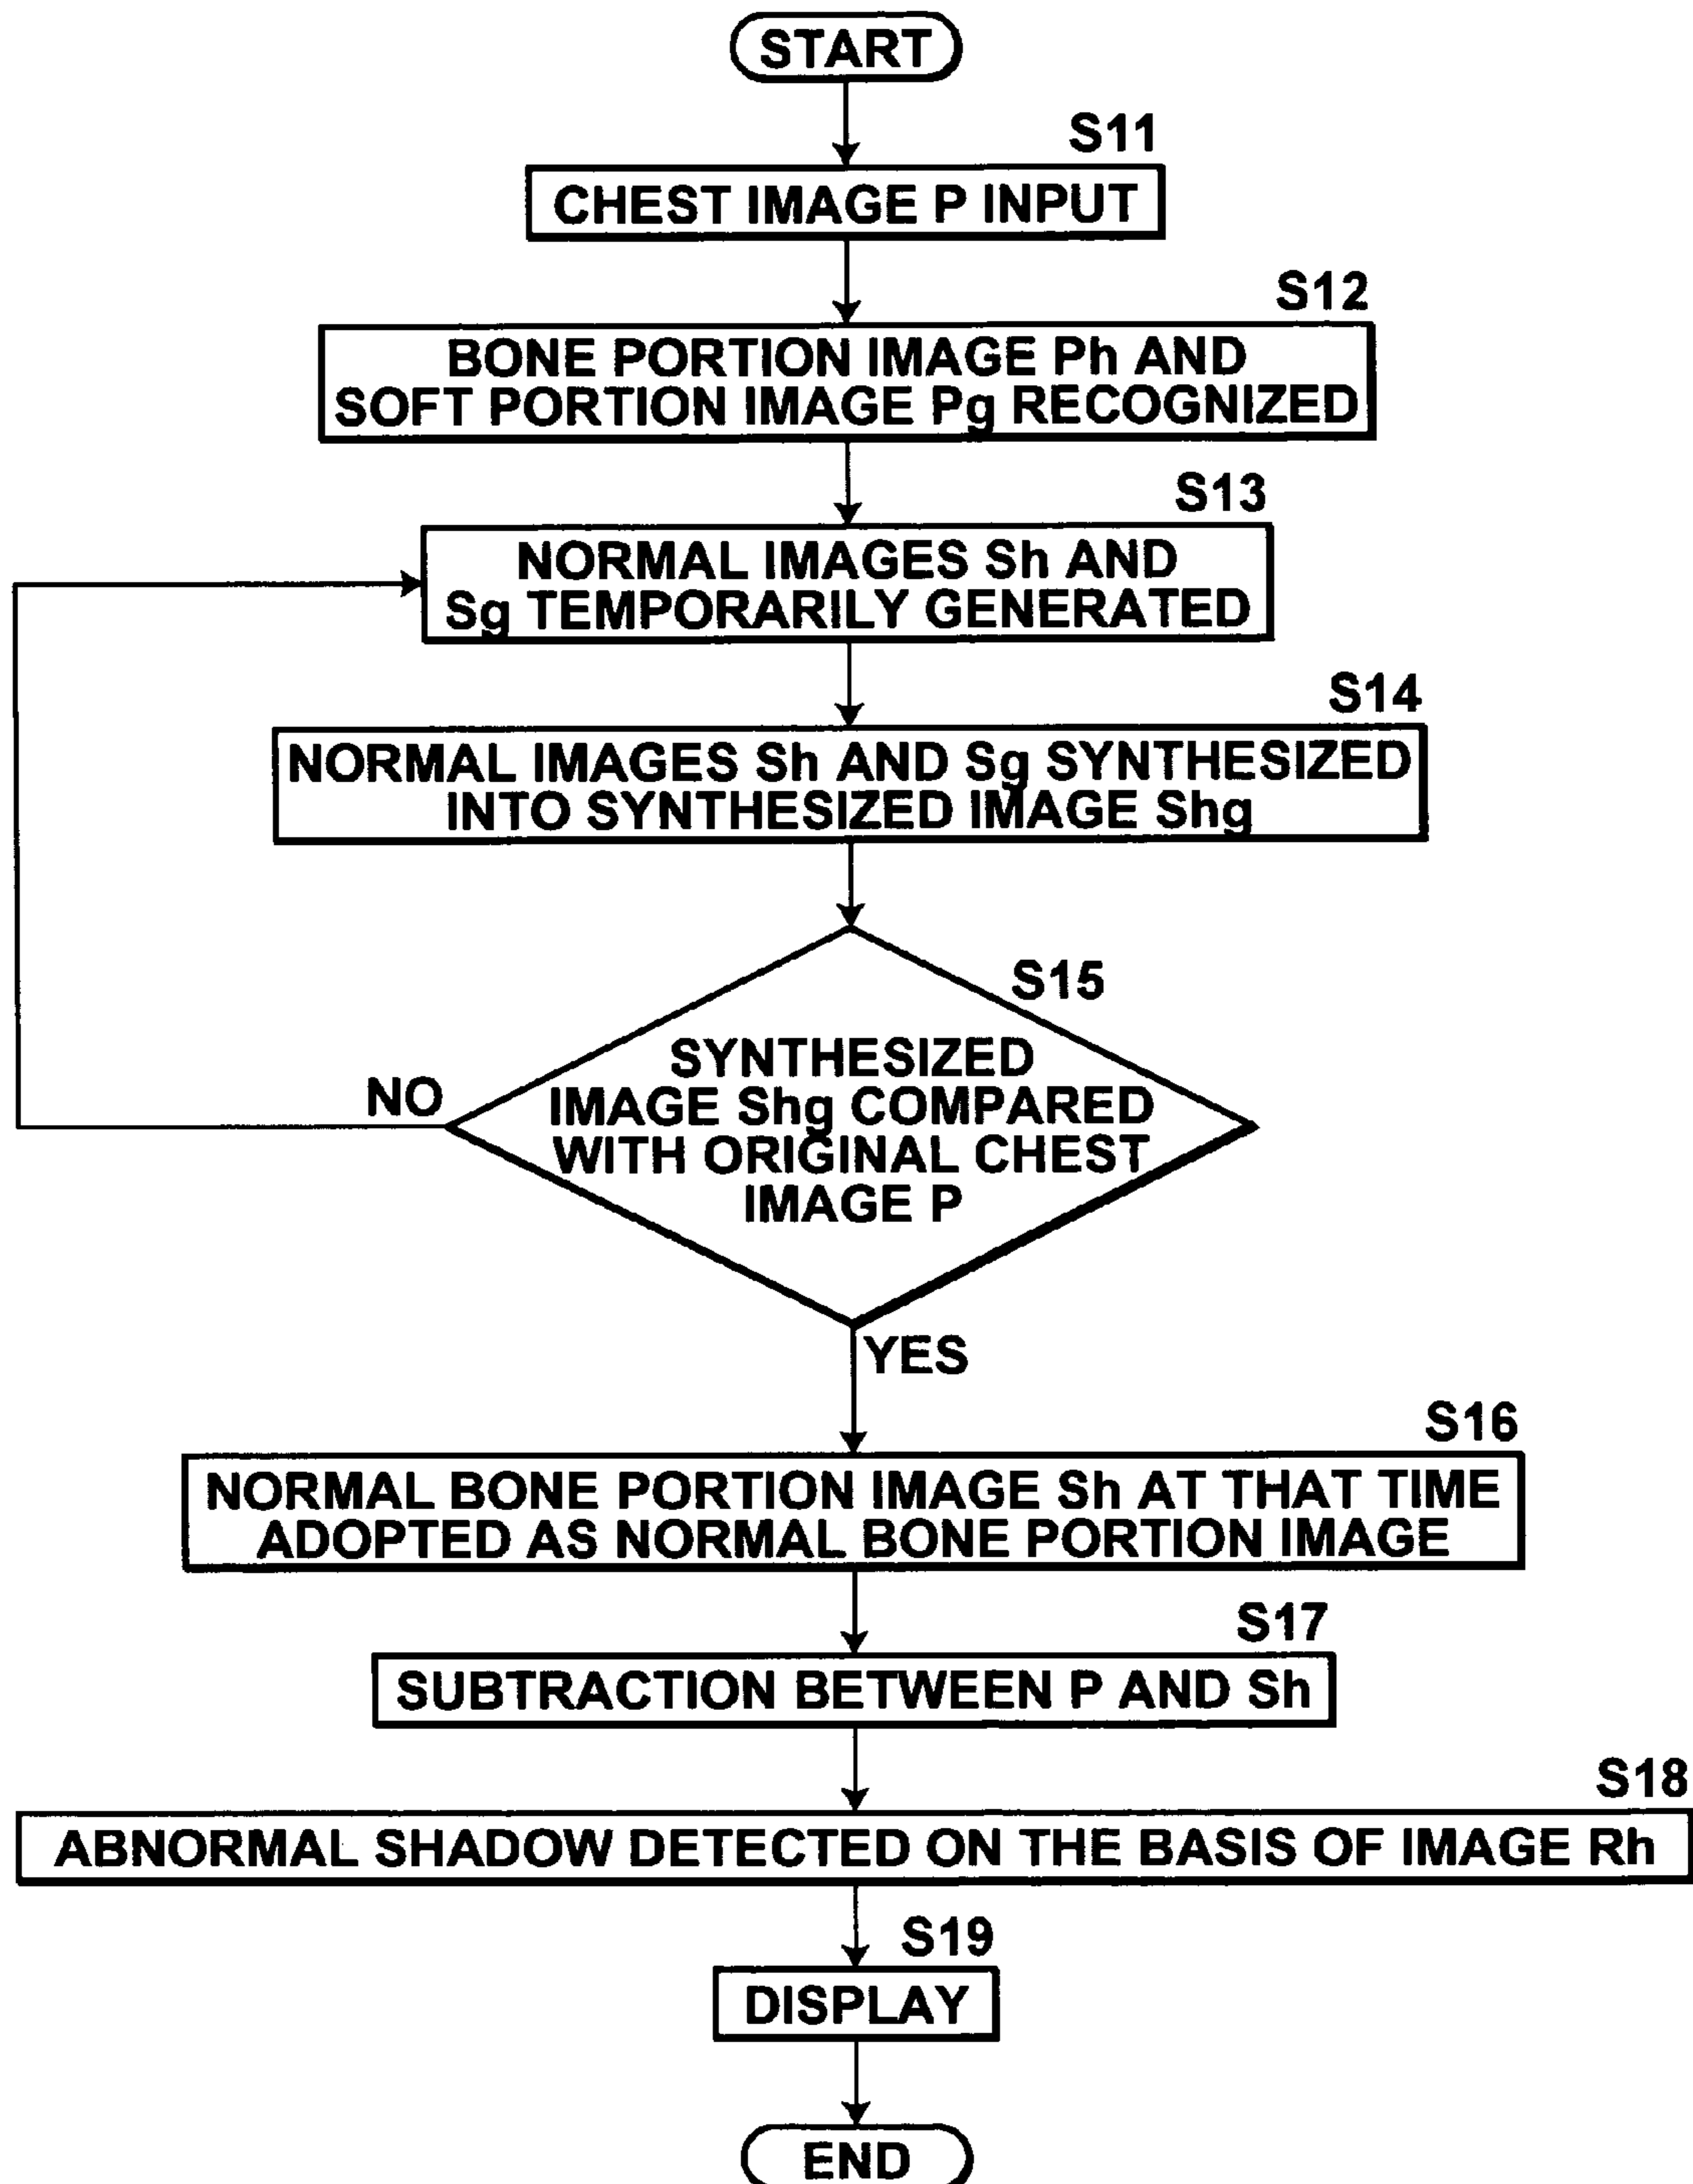 START
S11
CHEST IMAGE P INPUT
S12
BONE PORTION IMAGE Ph AND
SOFT PORTION IMAGE Pg RECOGNIZED
S13
NORMAL IMAGES Sh AND
Sg TEMPORARILY GENERATED
S14
NORMAL IMAGES Sh AND Sg SYNTHESIZED
INTO SYNTHESIZED IMAGE Shg
S15
SYNTHESIZED
IMAGE Shg COMPARED
WITH ORIGINAL CHEST
IMAGE P
NO
YES
S16
NORMAL BONE PORTION IMAGE Sh AT THAT TIME
ADOPTED AS NORMAL BONE PORTION IMAGE
S17
SUBTRACTION BETWEEN P AND Sh
S18
ABNORMAL SHADOW DETECTED ON THE BASIS OF IMAGE Rh
S19
DISPLAY
END